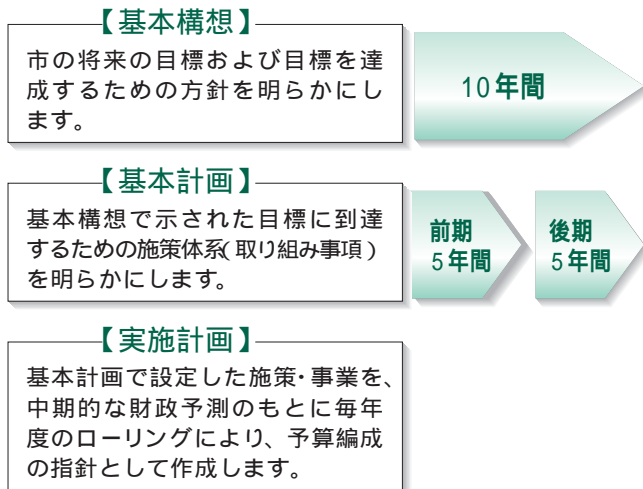 【基本構想】
市の将来の目標および目標を達
成するための方針を明らかにし
ます。
10年間
【基本計画】
基本構想で示された目標に到達
するための施策体系(取り組み事項)
を明らかにします。
前期
5年間
後期
5年間
【実施計画】
基本計画で設定した施策・事業を、
中期的な財政予測のもとに毎年
度のローリングにより、予算編成
の指針として作成します。